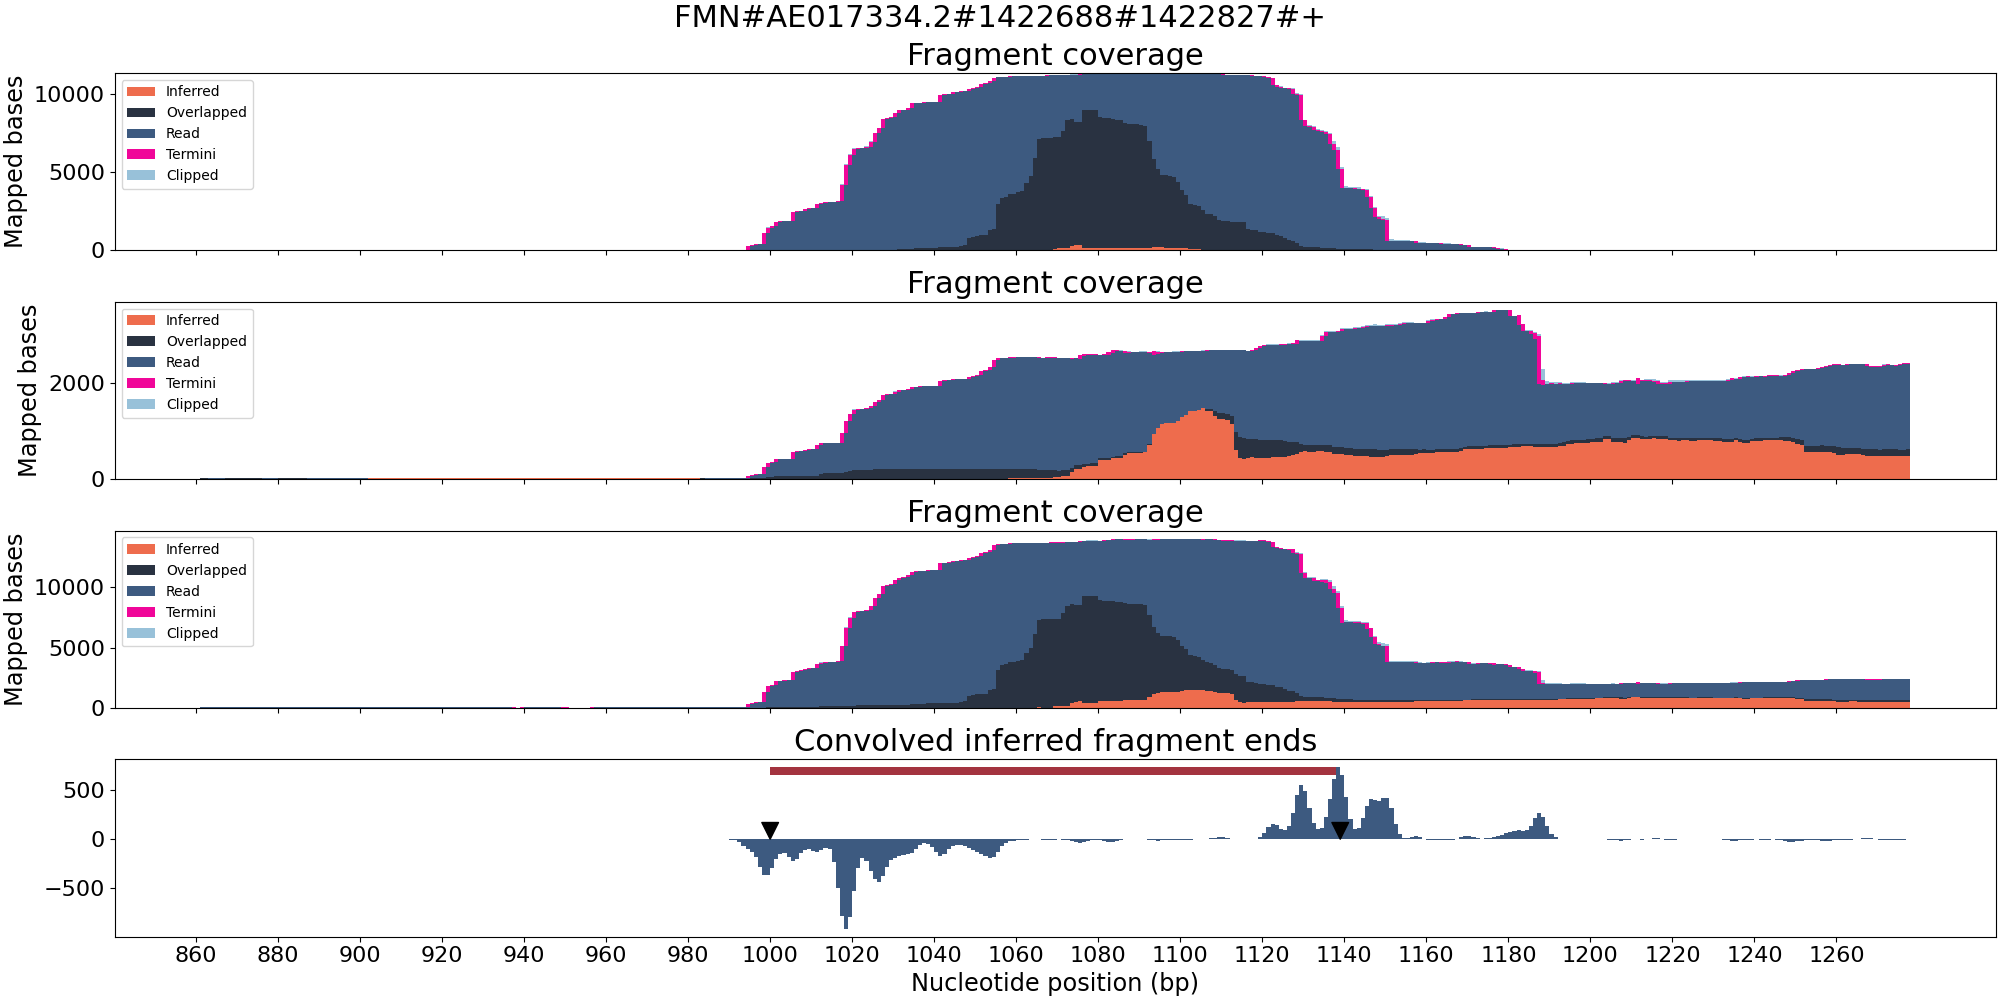 FMN#AE017334.2#1422688#1422827#+
Fragment coverage
Mapped bases
10000
5000
0
Inferred
Overlapped
Read
Termini
Clipped
Fragment coverage
Mapped bases
2000
0
Inferred
Overlapped
Read
Termini
Clipped
Fragment coverage
Mapped bases
10000
5000
0
Inferred
Overlapped
Read
Termini
Clipped
Convolved inferred fragment ends
500
0
−500
860 880 900 920 940 960 980 1000 1020 1040 1060 1080 1100 1120 1140 1160 1180 1200 1220 1240 1260
Nucleotide position (bp)